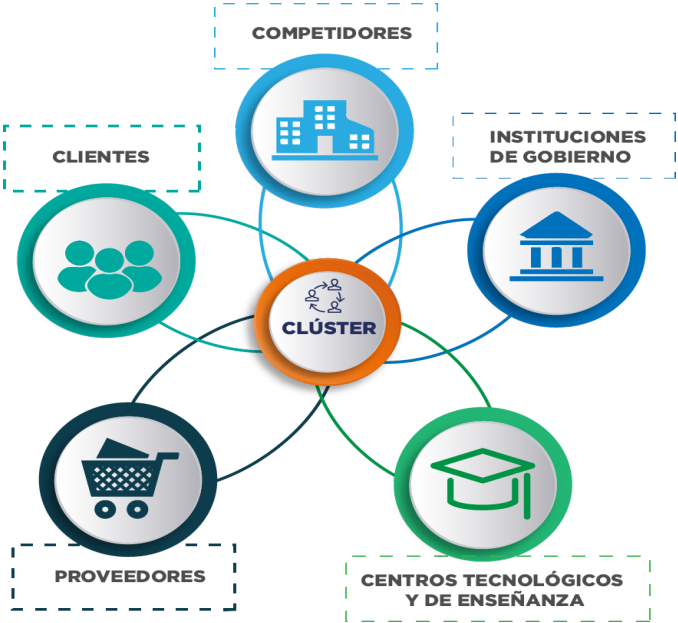 COMPETIDORES
INSTITUCIONES
DE GOBIERNO
CLIENTES
CLÚSTER
PROVEEDORES
CENTROS TECNOLÓGICOS
Y DE ENSEÑANZA